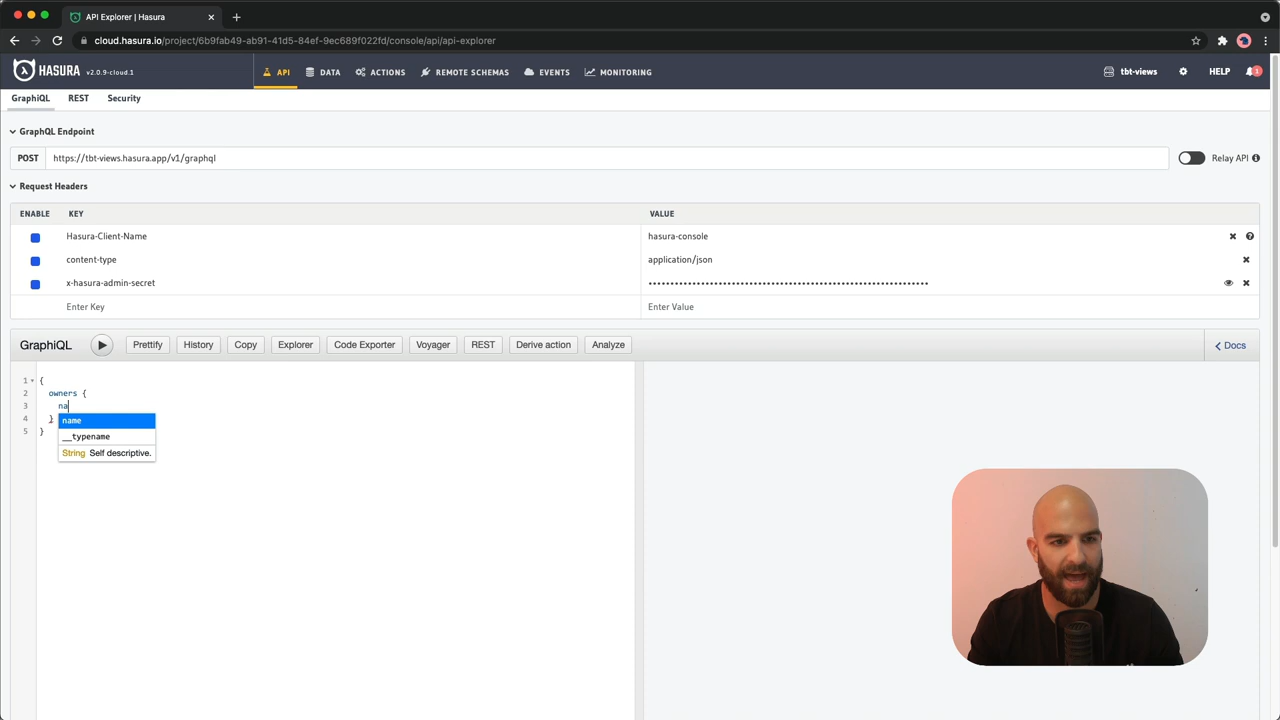 API Explorer | Hasura
cloud.hasura.io/project/6b9fab49-ab91-41d5-84ef-9ec689f022fd/console/api/api-explorer
HASURA v2.0.9-cloud.1 API DATA ACTIONS REMOTE SCHEMAS EVENTS MONITORING tbt-views HELP 1
GraphiQL REST Security
GraphQL Endpoint
POST https://tbt-views.hasura.app/v1/graphql Relay API
Request Headers
ENABLE KEY VALUE
Hasura-Client-Name hasura-console
content-type application/json
x-hasura-admin-secret ••••••••••••••••••••••••••••••••••••••••••••••••••••••••••••••••
Enter Key Enter Value
GraphiQL Prettify History Copy Explorer Code Exporter Voyager REST Derive action Analyze Docs
1 {
2 owners {
3 na
4 }
name
5 }
__typename
String Self descriptive.